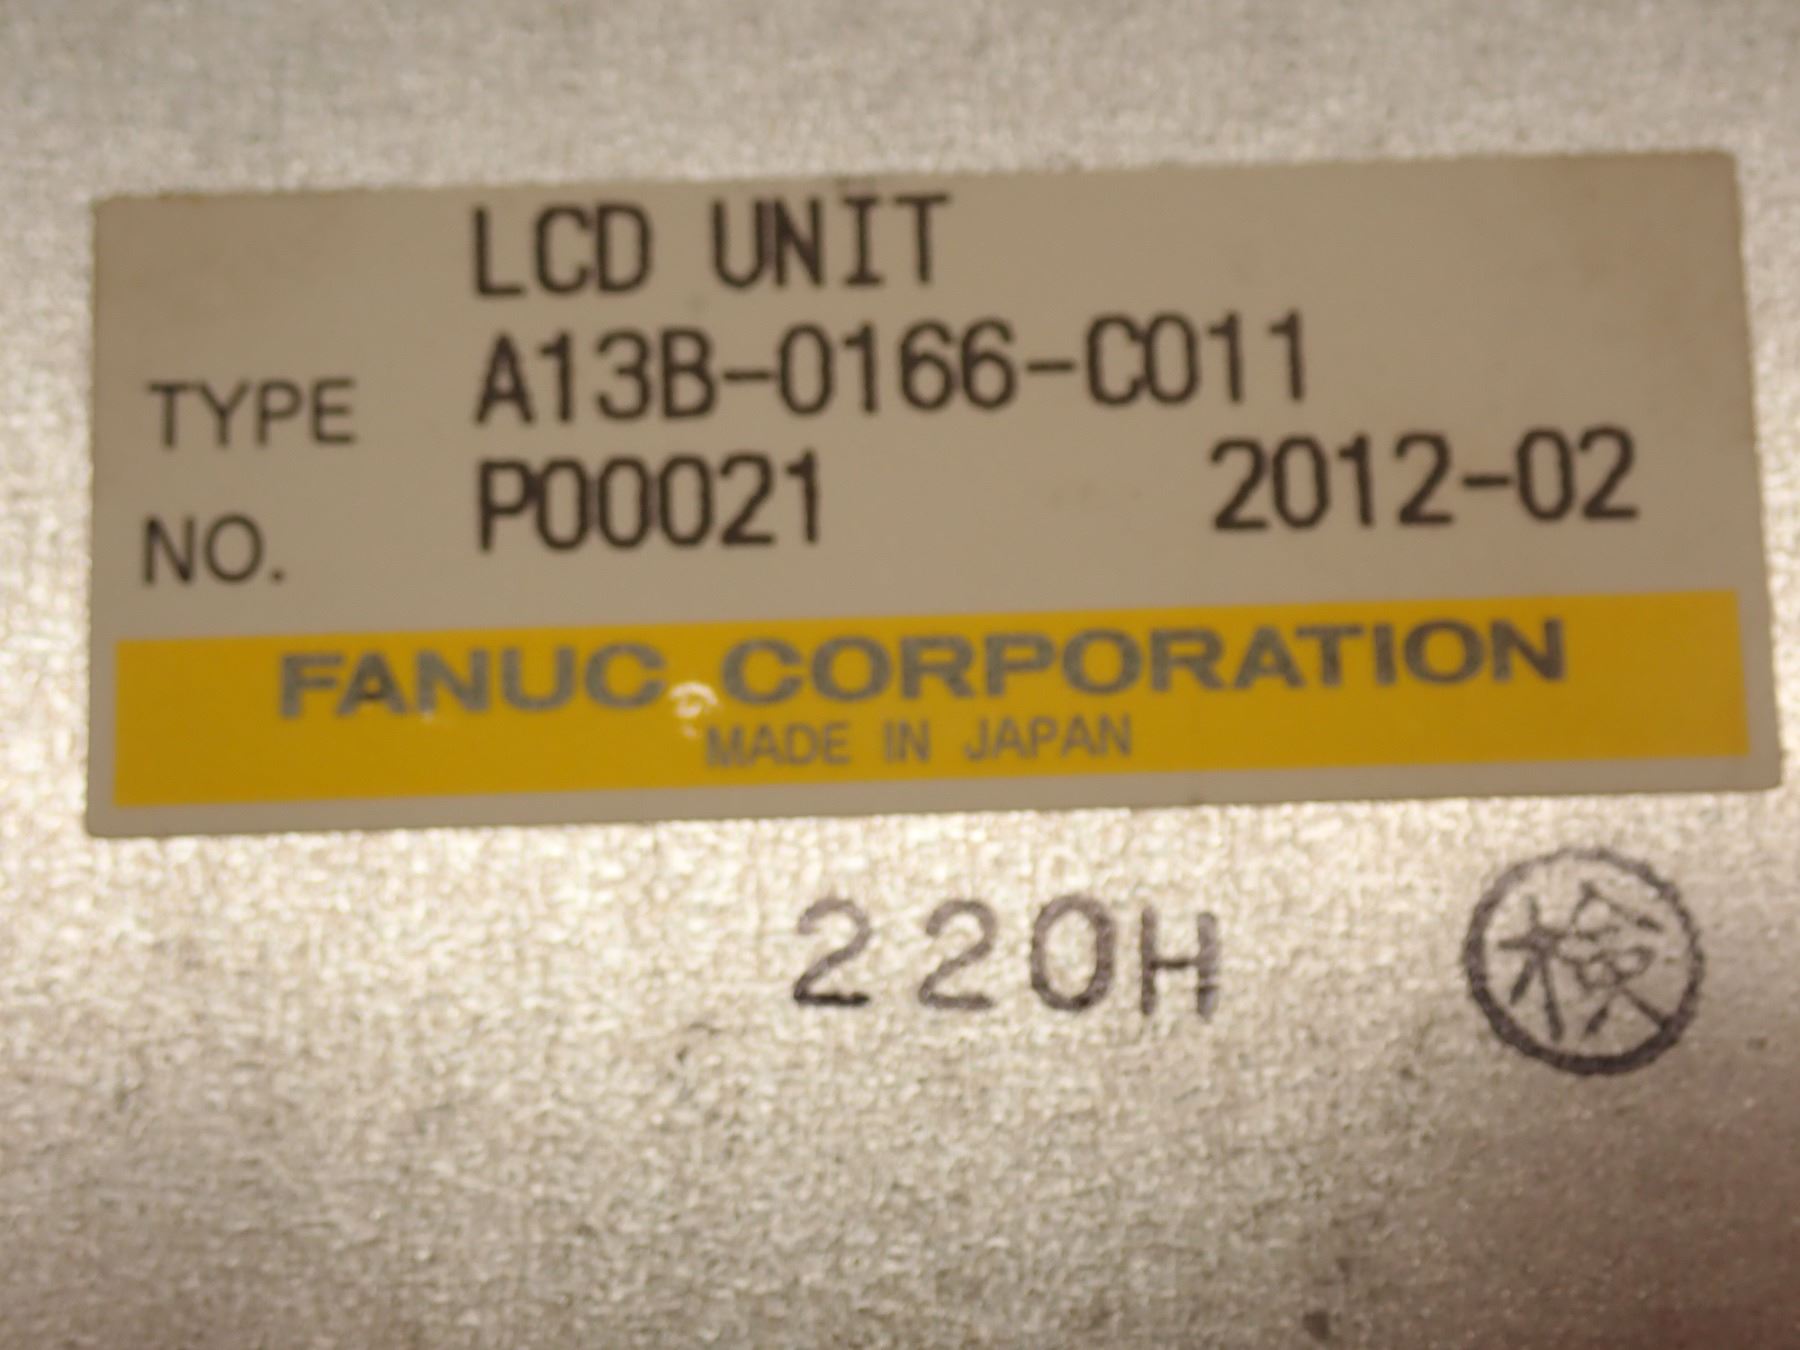 LCD UNIT
TYPE A13B-0166-C011
NO. P00021 2012-02
FANUC CORPORATION
MADE IN JAPAN
220H 検